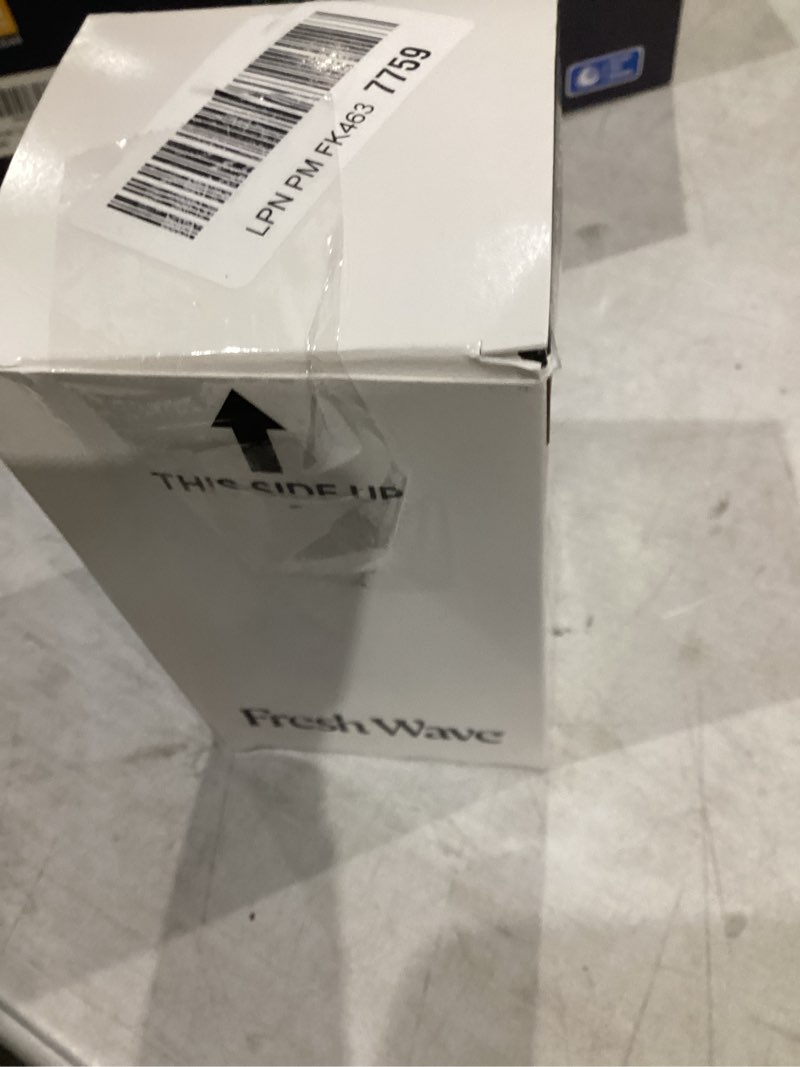 LPN PM FK463 7759
THIS SIDE UP
Fresh Wave